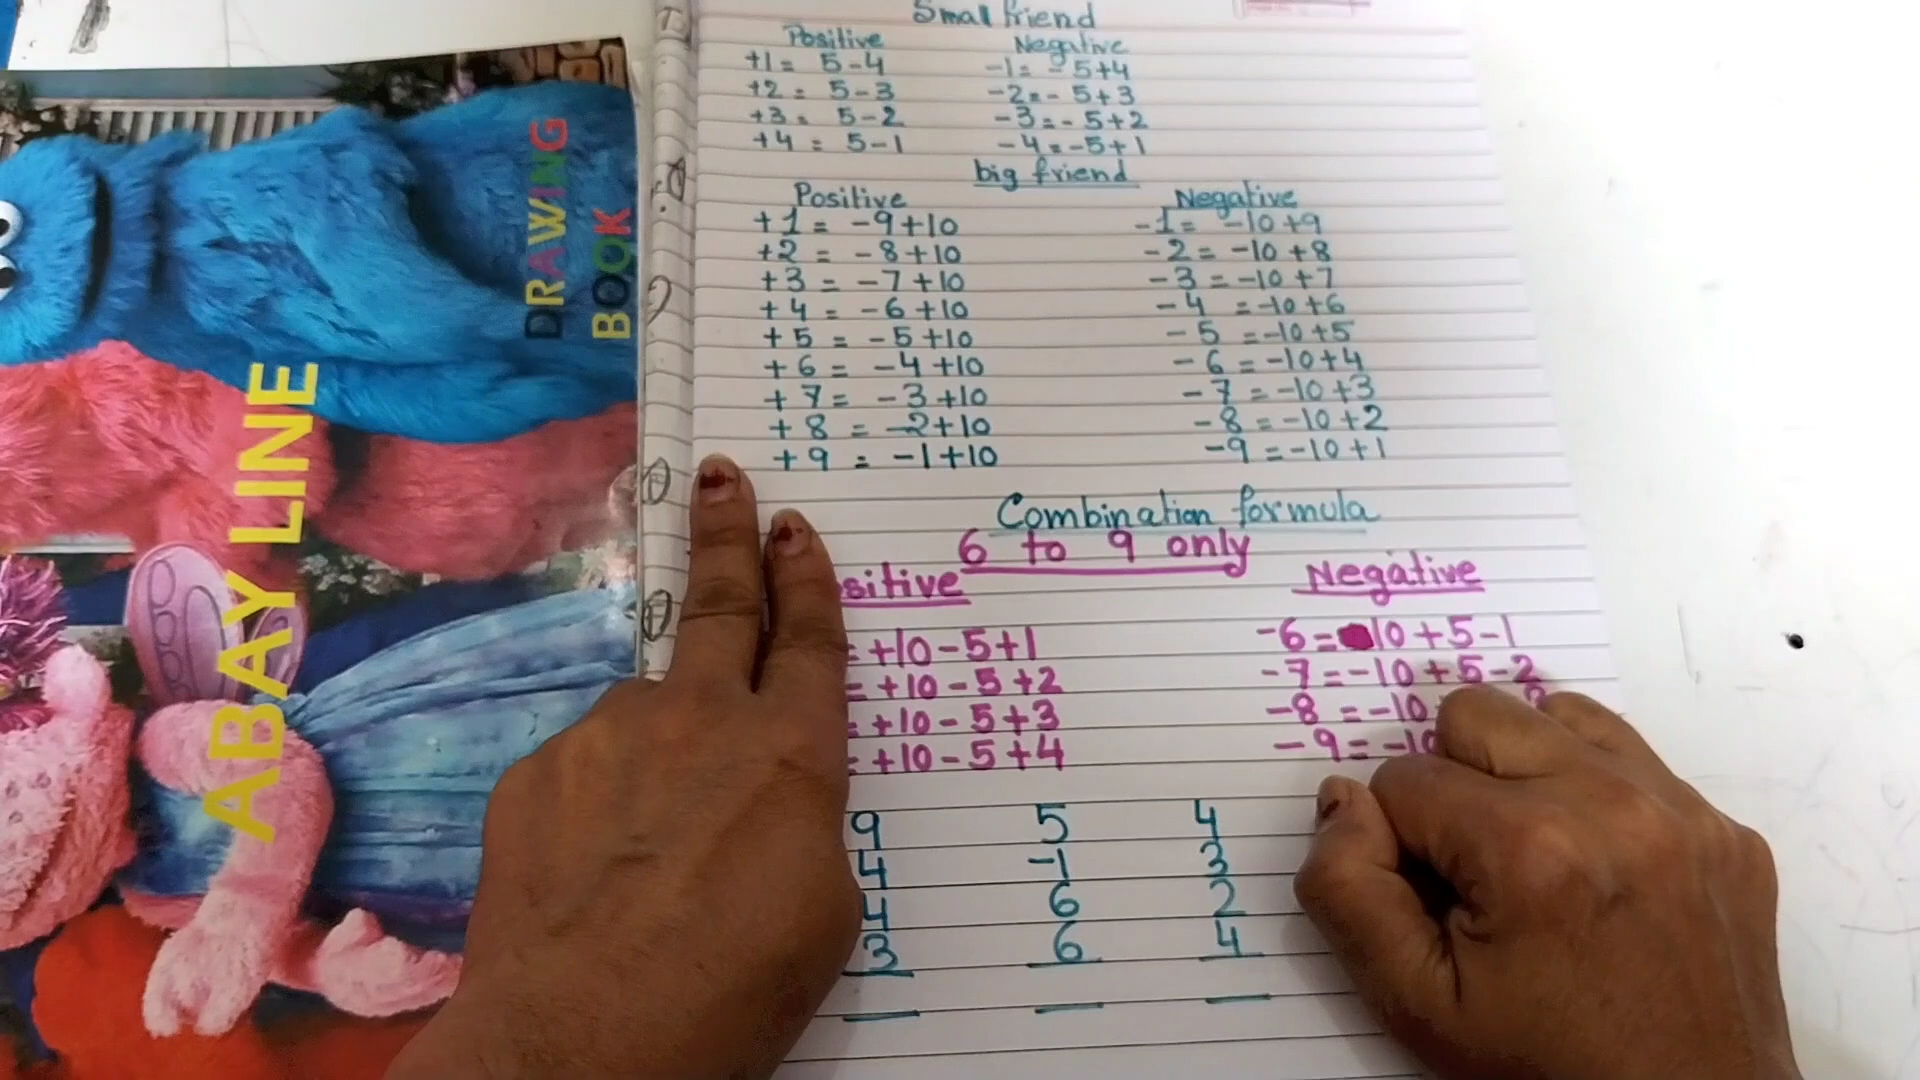 Small friend
Positive Negative
+1 = 5-4 -1 = -5+4
+2 = 5-3 -2 = -5+3
+3 = 5-2 -3 = -5+2
+4 = 5-1 -4 = -5+1
big friend
Positive Negative
+1 = -9+10 -1 = -10+9
+2 = -8+10 -2 = -10+8
+3 = -7+10 -3 = -10+7
+4 = -6+10 -4 = -10+6
+5 = -5+10 -5 = -10+5
+6 = -4+10 -6 = -10+4
+7 = -3+10 -7 = -10+3
+8 = -2+10 -8 = -10+2
+9 = -1+10 -9 = -10+1
Combination formula
6 to 9 only
sitive Negative
= +10-5+1 -6 = 10+5-1
= +10-5+2 -7 = -10+5-2
= +10-5+3 -8 = -10
= +10-5+4 -9 = -10
9 5 4
4 -1 3
4 6 2
3 6 4
DRAWING
BOOK
ABAY LINE